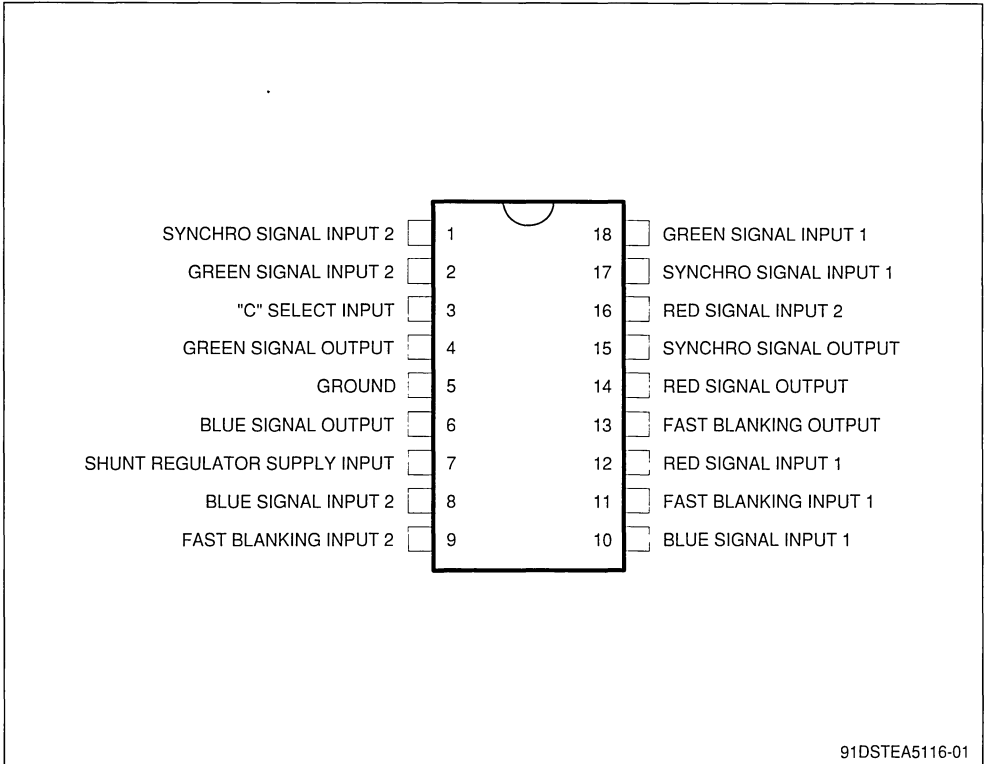 SYNCHRO SIGNAL INPUT 2 1 18 GREEN SIGNAL INPUT 1
GREEN SIGNAL INPUT 2 2 17 SYNCHRO SIGNAL INPUT 1
"C" SELECT INPUT 3 16 RED SIGNAL INPUT 2
GREEN SIGNAL OUTPUT 4 15 SYNCHRO SIGNAL OUTPUT
GROUND 5 14 RED SIGNAL OUTPUT
BLUE SIGNAL OUTPUT 6 13 FAST BLANKING OUTPUT
SHUNT REGULATOR SUPPLY INPUT 7 12 RED SIGNAL INPUT 1
BLUE SIGNAL INPUT 2 8 11 FAST BLANKING INPUT 1
FAST BLANKING INPUT 2 9 10 BLUE SIGNAL INPUT 1
91DSTEA5116-01